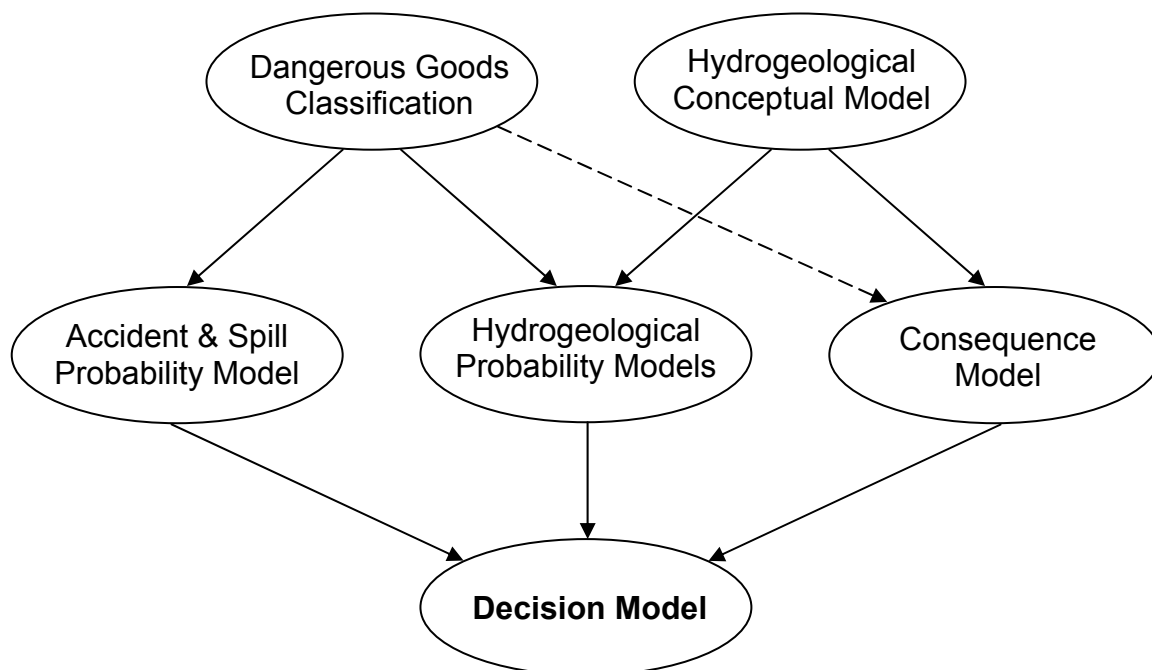 Dangerous Goods
Classification
Hydrogeological
Conceptual Model
Accident & Spill
Probability Model
Hydrogeological
Probability Models
Consequence
Model
Decision Model